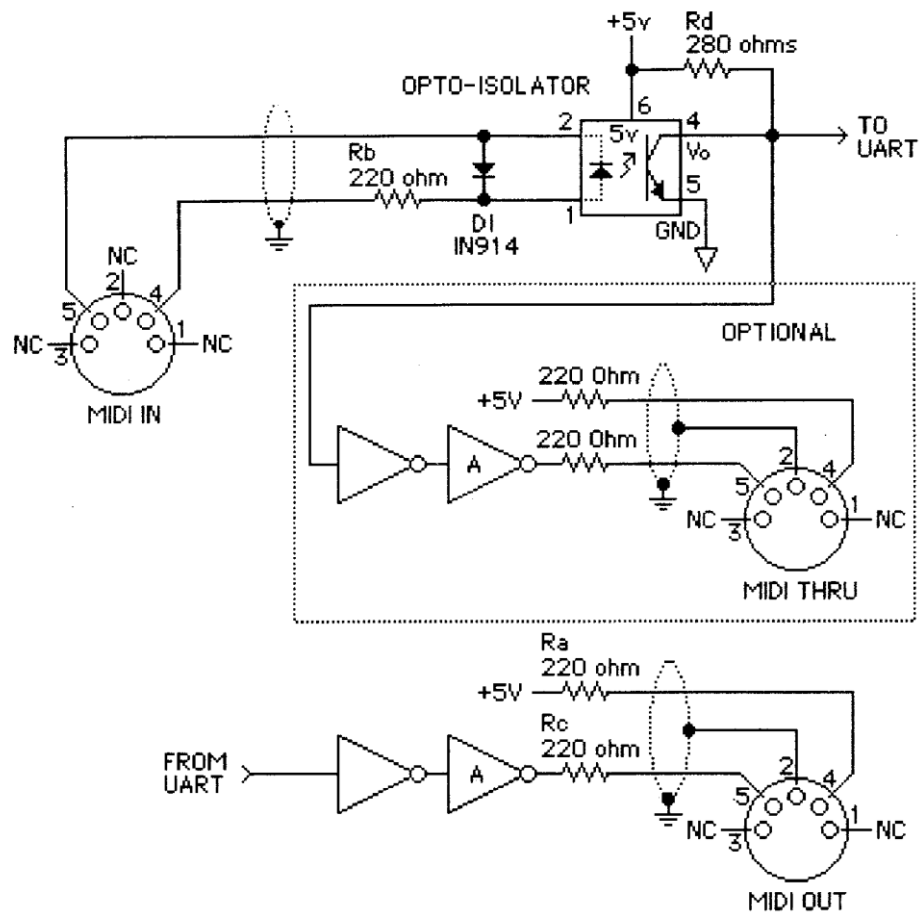 +5v
Rd
280 ohms
OPTO-ISOLATOR
6
2
5v
4
TO
UART
Vo
Rb
220 ohm
5
1
D1
IN914
GND
NC
2
5
4
NC
3
1
NC
MIDI IN
OPTIONAL
220 Ohm
+5V
220 Ohm
A
2
5
4
NC
3
1
NC
MIDI THRU
Ra
220 ohm
+5V
Rc
220 ohm
FROM
UART
A
2
5
4
NC
3
1
NC
MIDI OUT